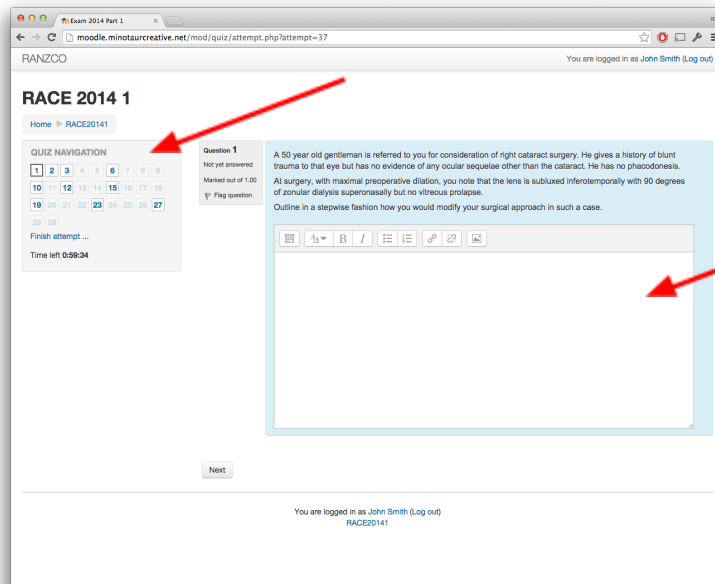 Exam 2014 Part 1
moodle.minotaurcreative.net/mod/quiz/attempt.php?attempt=37
RANZCO
You are logged in as John Smith (Log out)
RACE 2014 1
Home RACE20141
QUIZ NAVIGATION
1 2 3 4 5 6 7 8 9
10 11 12 13 14 15 16 17 18
19 20 21 22 23 24 25 26 27
28 29
Finish attempt ...
Time left 0:59:34
Question 1
Not yet answered
Marked out of 1.00
Flag question
A 50 year old gentleman is referred to you for consideration of right cataract surgery. He gives a history of blunt
trauma to that eye but has no evidence of any ocular sequelae other than the cataract. He has no phacodonesis.
At surgery, with maximal preoperative dilation, you note that the lens is subluxed inferotemporally with 90 degrees
of zonular dialysis superonasally but no vitreous prolapse.
Outline in a stepwise fashion how you would modify your surgical approach in such a case.
B I
Next
You are logged in as John Smith (Log out)
RACE20141